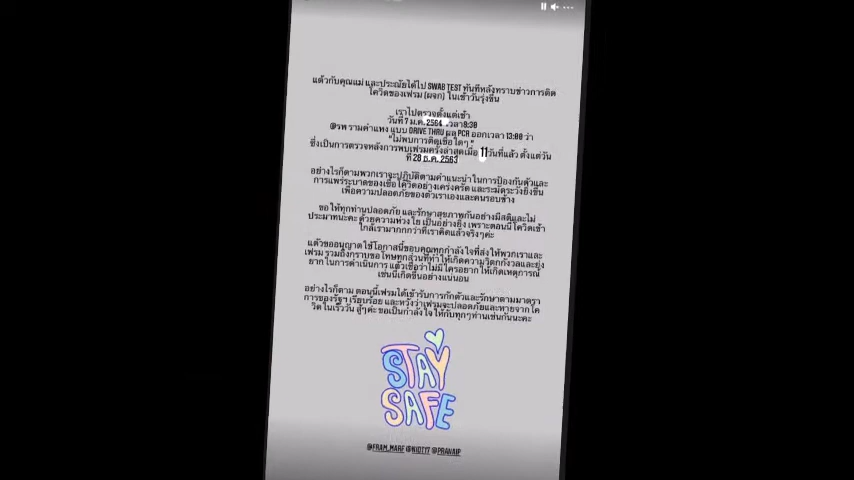 แต้วกับคุณแม่ และประณัยได้ไป SWAB TEST ทันทีหลังทราบข่าวการติด
โควิดของเฟรม (ผจก) ในเช้าวันรุ่งขึ้น
เราไปตรวจตั้งแต่เช้า
วันที่ 7 ม.ค. 2564 เวลา 8:30
@รพ รามคำแหง แบบ DRIVE THRU ผล PCR ออกเวลา 13:00 ว่า
"ไม่พบการติดเชื้อใดๆ"
ซึ่งเป็นการตรวจหลังการพบเฟรมครั้งล่าสุดเมื่อ 11 วันที่แล้ว ตั้งแต่วัน
ที่ 28 ธ.ค. 2563
อย่างไรก็ตามพวกเราจะปฏิบัติตามคำแนะนำในการป้องกันตัวและ
การแพร่ระบาดของเชื้อโควิดอย่างเคร่งครัด และระมัดระวังยิ่งขึ้น
เพื่อความปลอดภัยของตัวเราเองและคนรอบข้าง
ขอให้ทุกท่านปลอดภัย และรักษาสุขภาพกันอย่างมีสติและไม่
ประมาทนะคะ ด้วยความห่วงใย เป็นอย่างยิ่ง เพราะตอนนี้โควิดเข้า
ใกล้เรามากกว่าที่เราคิดแล้วจริงๆค่ะ
แต้วขออนุญาตใช้โอกาสนี้ขอบคุณทุกกำลังใจที่ส่งให้พวกเราและ
เฟรม รวมถึงกราบขอโทษทุกส่วนที่ทำให้เกิดความวิตกกังวลและยุ่ง
ยากในการดำเนินการ แต้วเชื่อว่าไม่มีใครอยากให้เกิดเหตุการณ์
เช่นนี้เกิดขึ้นอย่างแน่นอน
อย่างไรก็ตาม ตอนนี้เฟรมได้เข้ารับการกักตัวและรักษาตามมาตรา
การของรัฐฯ เรียบร้อย และหวังว่าเฟรมจะปลอดภัยและหายจากโค
วิดในเร็ววัน สู้ๆค่ะ ขอเป็นกำลังใจให้กับทุกๆท่านเช่นกันนะคะ
STAY
SAFE
@FRAM_MARE @NIDT17 @PRANAIP